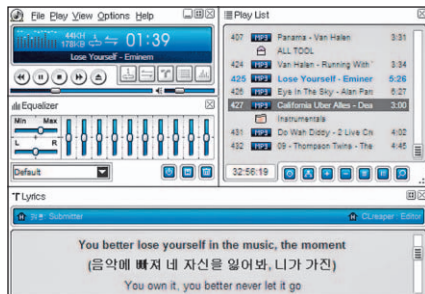 File Play View Options Help
44KH
178KB
01:39
Lose Yourself - Eminem
Equalizer
Min Max
L R
Default
Play List
407 MP3 Panama - Van Halen 3:31
ALL TOOL
424 MP3 Van Halen - Running With 3:34
425 MP3 Lose Yourself - Eminer 5:26
426 MP3 Eye In The Sky - Alan Pan 6:27
427 MP3 California Uber Alles - Dea 3:00
Instrumentals
431 MP3 Do Wah Diddy - 2 Live Cre 4:02
432 MP3 09 - Thompson Twins - The 4:45
32:56:19
Lyrics
Submitter
CLreaper : Editor
You better lose yourself in the music, the moment
(음악에 빠져 네 자신을 잃어봐, 니가 가진)
You own it, you better never let it go